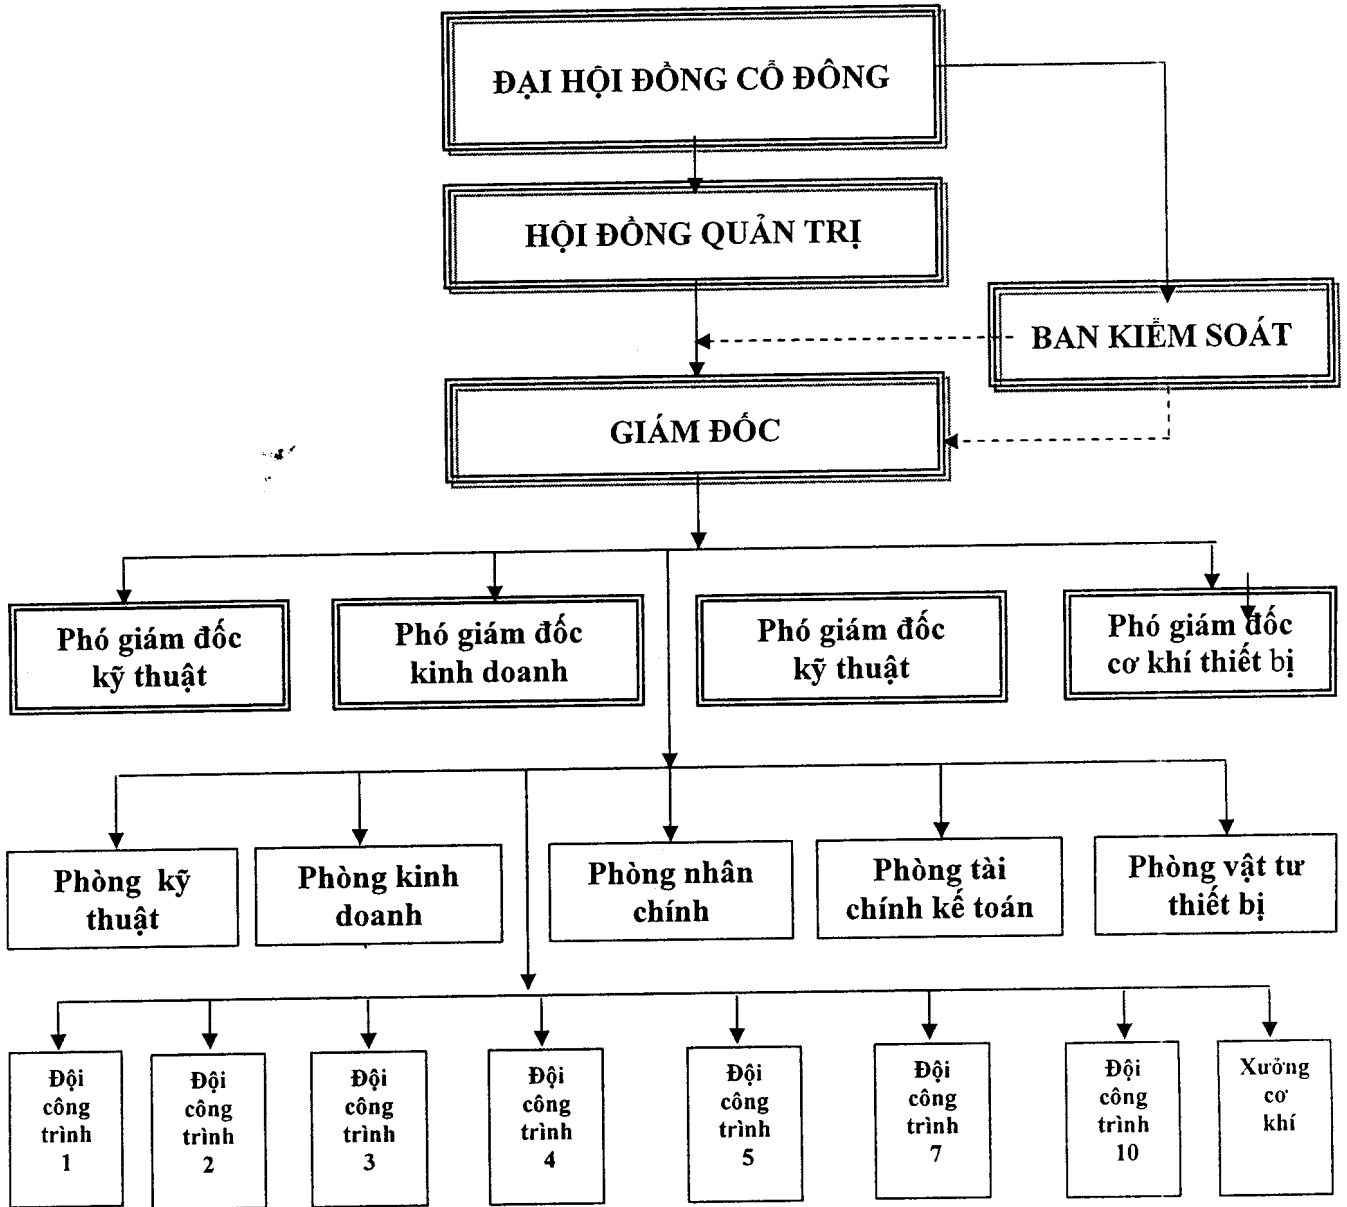 ĐẠI HỘI ĐỒNG CỔ ĐÔNG
HỘI ĐỒNG QUẢN TRỊ
BAN KIỂM SOÁT
GIÁM ĐỐC
Phó giám đốc
kỹ thuật
Phó giám đốc
kinh doanh
Phó giám đốc
kỹ thuật
Phó giám đốc
cơ khí thiết bị
Phòng kỹ
thuật
Phòng kinh
doanh
Phòng nhân
chính
Phòng tài
chính kế toán
Phòng vật tư
thiết bị
Đội
công
trình
1
Đội
công
trình
2
Đội
công
trình
3
Đội
công
trình
4
Đội
công
trình
5
Đội
công
trình
7
Đội
công
trình
10
Xưởng
cơ
khí